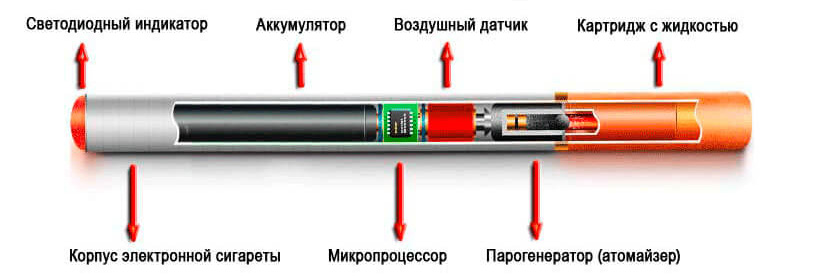 Светодиодный индикатор
Аккумулятор
Воздушный датчик
Картридж с жидкостью
Корпус электронной сигареты
Микропроцессор
Парогенератор (атомайзер)